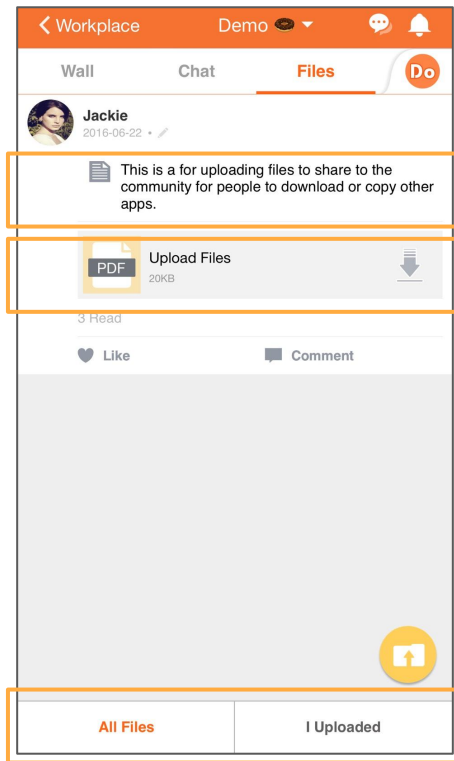 Workplace
Demo
Wall
Chat
Files
Do
Jackie
2016-06-22 •
This is a for uploading files to share to the
community for people to download or copy other
apps.
PDF
Upload Files
20KB
3 Read
Like
Comment
All Files
I Uploaded